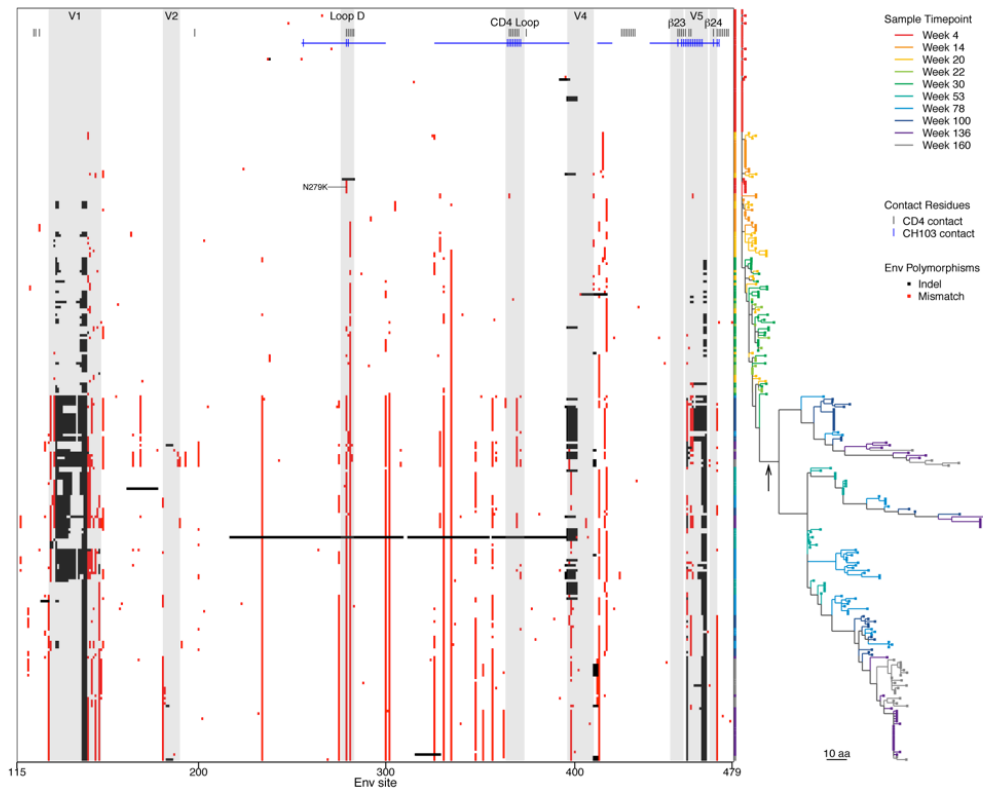 V1
V2
Loop D
CD4 Loop
V4
V5
β23
β24
N279K
115
200
300
400
479
Env site
Sample Timepoint
Week 4
Week 14
Week 20
Week 22
Week 30
Week 53
Week 78
Week 100
Week 136
Week 160
Contact Residues
CD4 contact
CH103 contact
Env Polymorphisms
Indel
Mismatch
10 aa